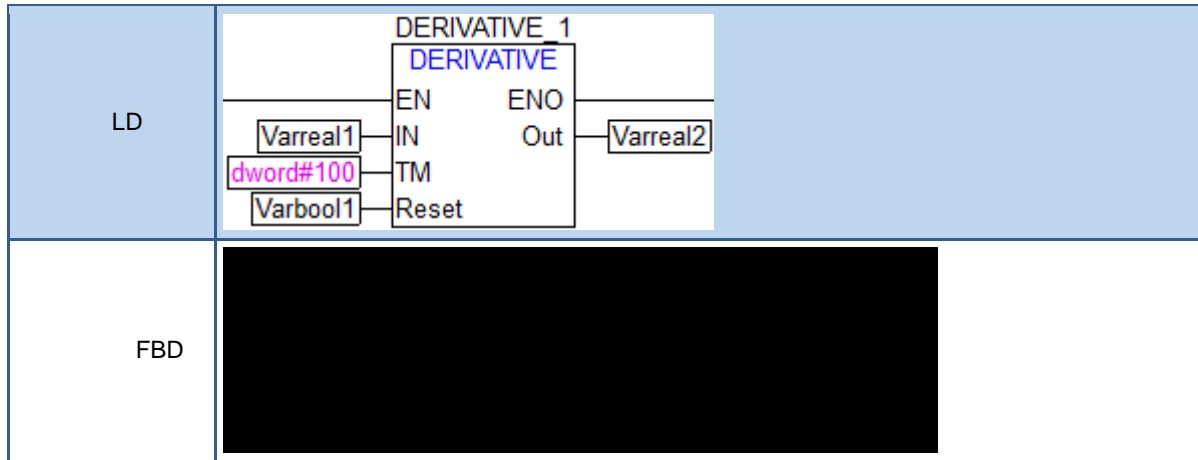 LD
DERIVATIVE_1
DERIVATIVE
EN ENO
Varreal1 IN Out Varreal2
dword#100 TM
Varbool1 Reset
FBD